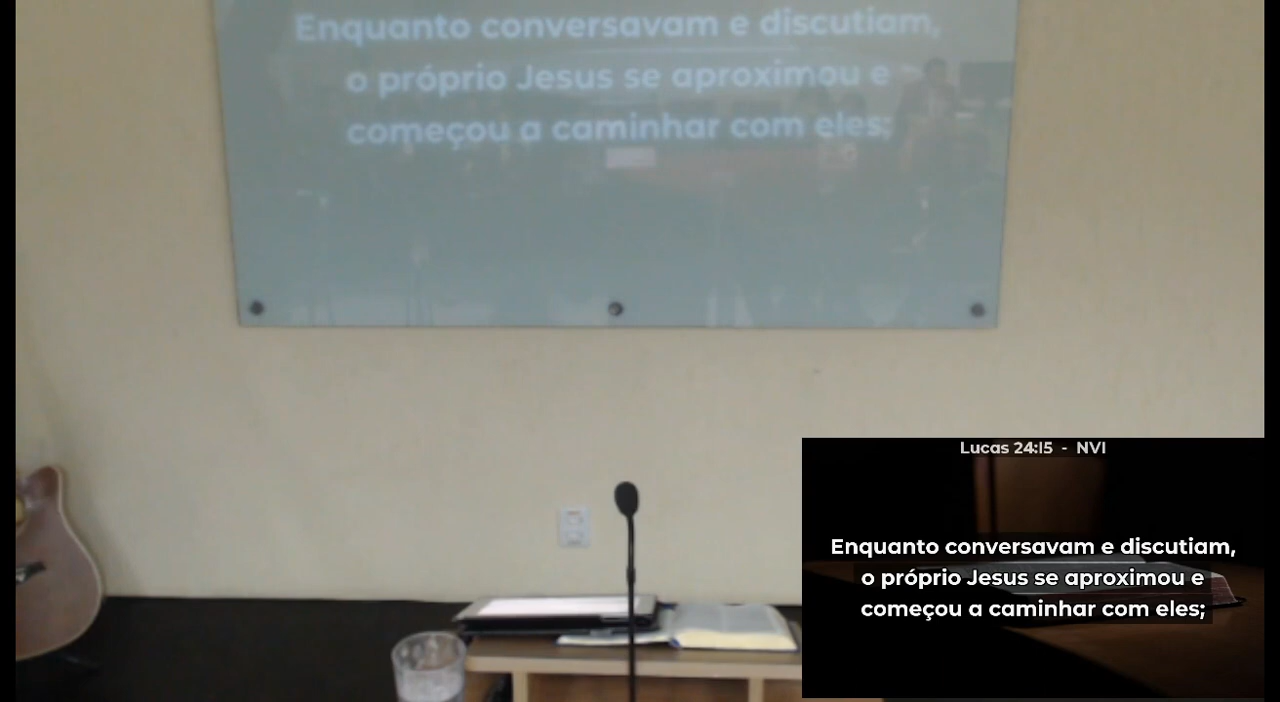 Enquanto conversavam e discutiam,
o próprio Jesus se aproximou e
começou a caminhar com eles;
Lucas 24:15 - NVI
Enquanto conversavam e discutiam,
o próprio Jesus se aproximou e
começou a caminhar com eles;